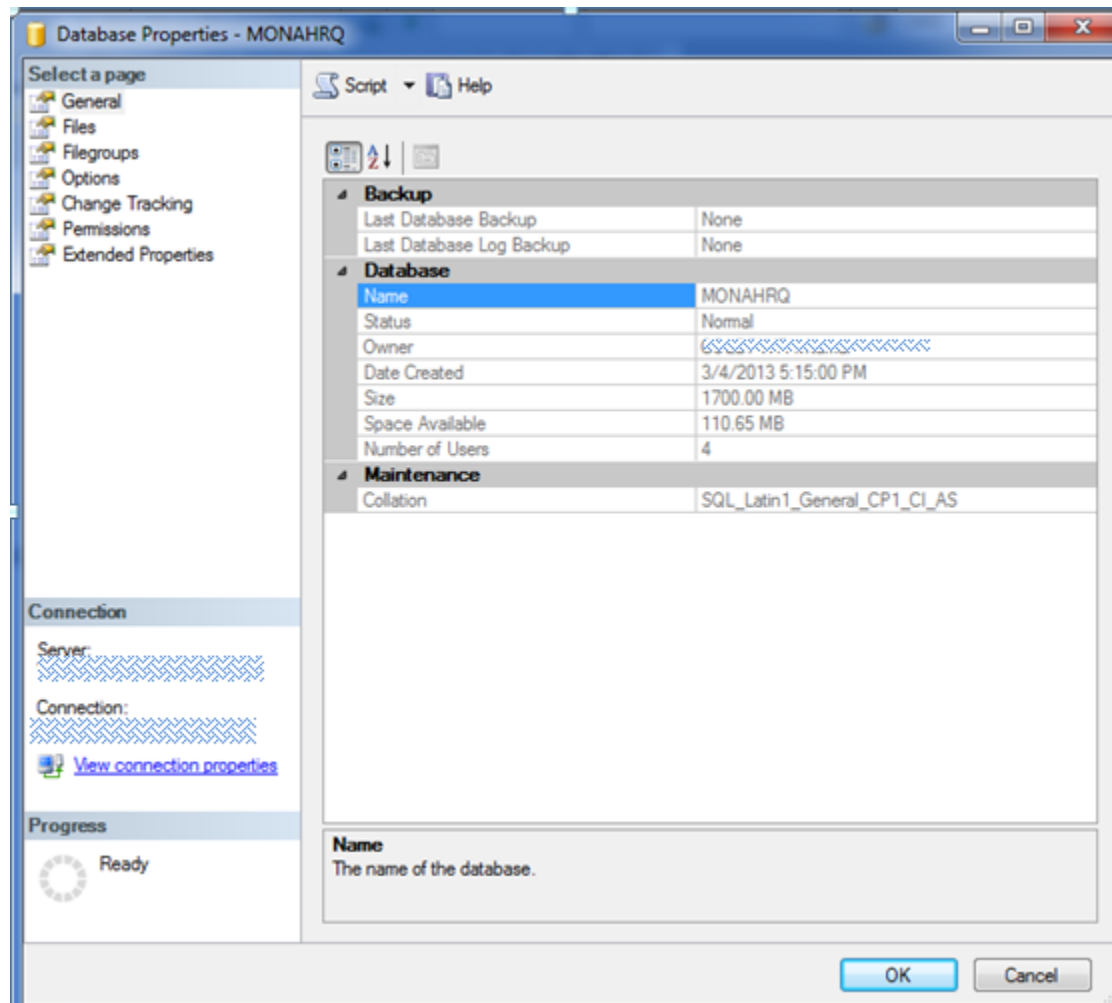 Database Properties - MONAHRQ
Select a page
General
Files
Filegroups
Options
Change Tracking
Permissions
Extended Properties
Script Help
Backup
Last Database Backup None
Last Database Log Backup None
Database
Name MONAHRQ
Status Normal
Owner
Date Created 3/4/2013 5:15:00 PM
Size 1700.00 MB
Space Available 110.65 MB
Number of Users 4
Maintenance
Collation SQL_Latin1_General_CP1_CI_AS
Connection
Server:
Connection:
View connection properties
Progress
Ready
Name
The name of the database.
OK Cancel